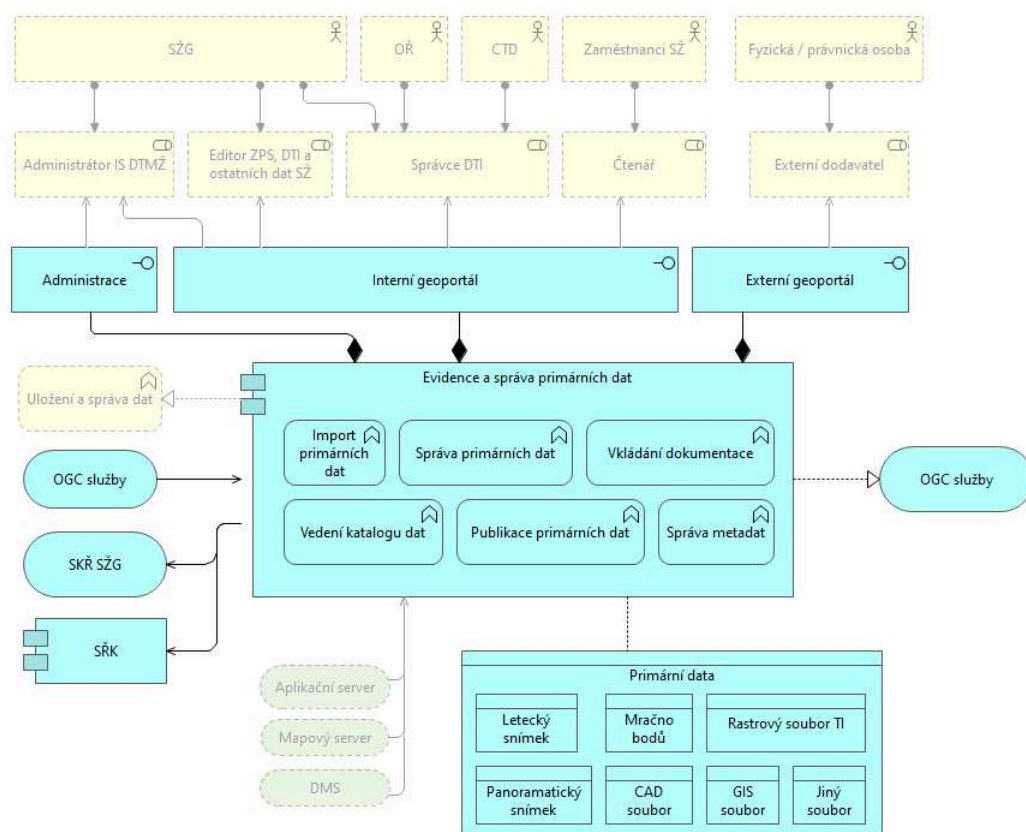 SŽG
OŘ
CTD
Zaměstnanci SŽ
Fyzická / právnická osoba
Administrátor IS DTMŽ
Editor ZPS, DTI a
ostatních dat SŽ
Správce DTI
Čtenář
Externí dodavatel
Administrace
Interní geoportál
Externí geoportál
Evidence a správa primárních dat
Uložení a správa dat
Import
primárních
dat
Správa primárních dat
Vkládání dokumentace
OGC služby
OGC služby
Vedení katalogu dat
Publikace primárních dat
Správa metadat
SKŘ SŽG
SŘK
Aplikační server
Mapový server
DMS
Primární data
Letecký
snímek
Mračno
bodů
Rastrový soubor TI
Panoramatický
snímek
CAD
soubor
GIS
soubor
Jiný
soubor